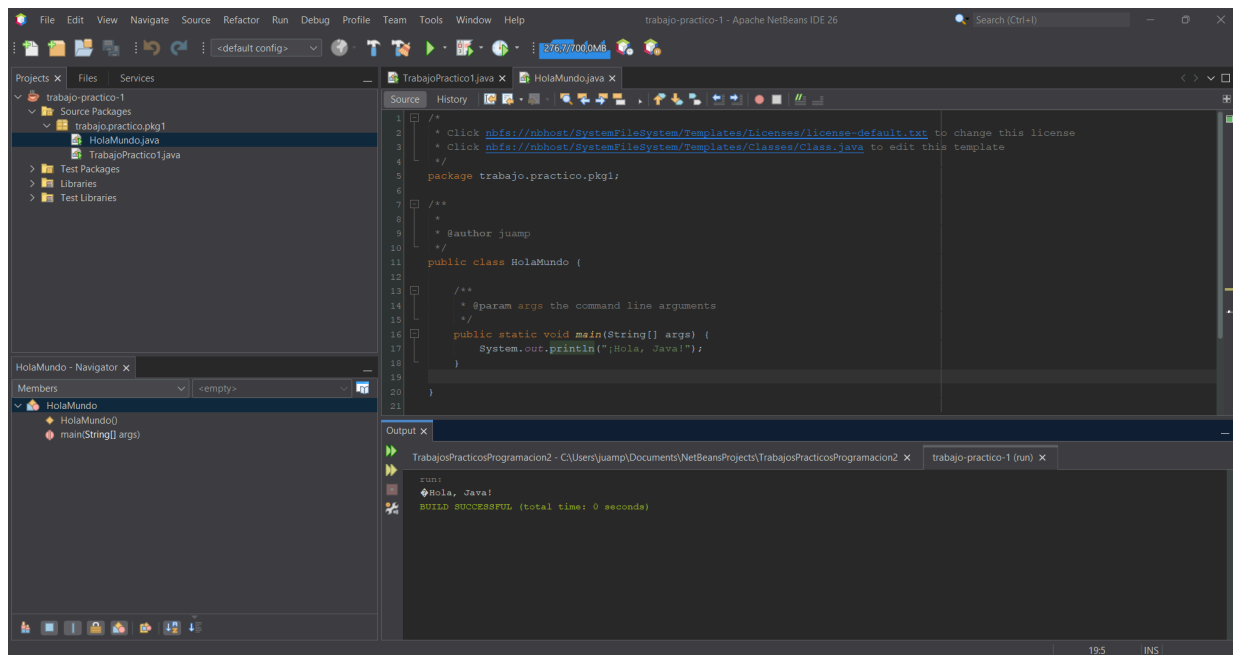 File Edit View Navigate Source Refactor Run Debug Profile Team Tools Window Help trabajo-practico-1 - Apache NetBeans IDE 26 Search (Ctrl+I)
<default config> 276,7/700,0MB
Projects Files Services
trabajo-practico-1
Source Packages
trabajo.practico.pkg1
HolaMundo.java
TrabajoPractico1.java
Test Packages
Libraries
Test Libraries
HolaMundo - Navigator
Members <empty>
HolaMundo
HolaMundo()
main(String[] args)
TrabajoPractico1.java HolaMundo.java
Source History
1 /*
2 * Click nbfs://nbhost/SystemFileSystem/Templates/Licenses/license-default.txt to change this license
3 * Click nbfs://nbhost/SystemFileSystem/Templates/Classes/Class.java to edit this template
4 */
5 package trabajo.practico.pkg1;
6
7 /**
8 *
9 * @author juamp
10 */
11 public class HolaMundo {
12
13 /**
14 * @param args the command line arguments
15 */
16 public static void main(String[] args) {
17 System.out.println("¡Hola, Java!");
18 }
19
20 }
21
Output
TrabajosPracticosProgramacion2 - C:\Users\juamp\Documents\NetBeansProjects\TrabajosPracticosProgramacion2 trabajo-practico-1 (run)
run:
�Hola, Java!
BUILD SUCCESSFUL (total time: 0 seconds)
19:5 INS